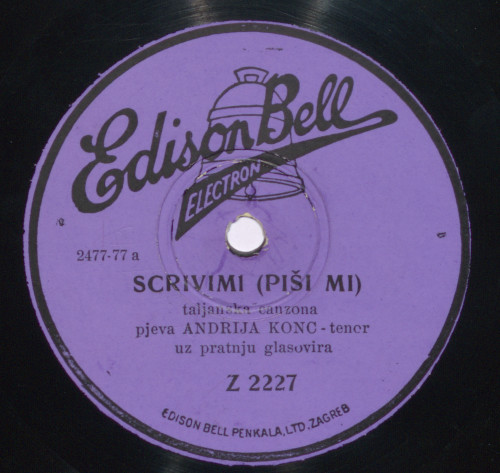 Edison Bell
ELECTRON
2477-77 a
SCRIVIMI (PIŠI MI)
taljanska canzona
pjeva ANDRIJA KONC - tenor
uz pratnju glasovira
Z 2227
EDISON BELL PENKALA, LTD. ZAGREB